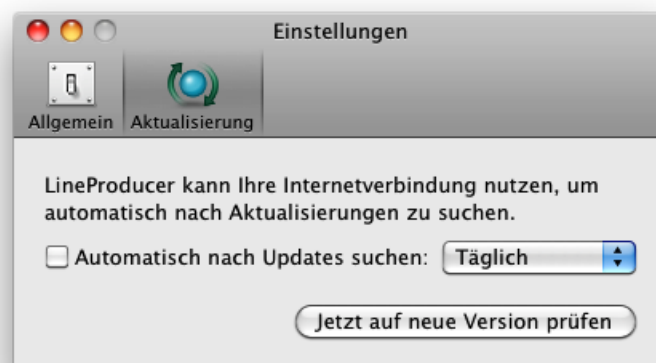 Einstellungen
Allgemein Aktualisierung
LineProducer kann Ihre Internetverbindung nutzen, um
automatisch nach Aktualisierungen zu suchen.
Automatisch nach Updates suchen: Täglich
Jetzt auf neue Version prüfen